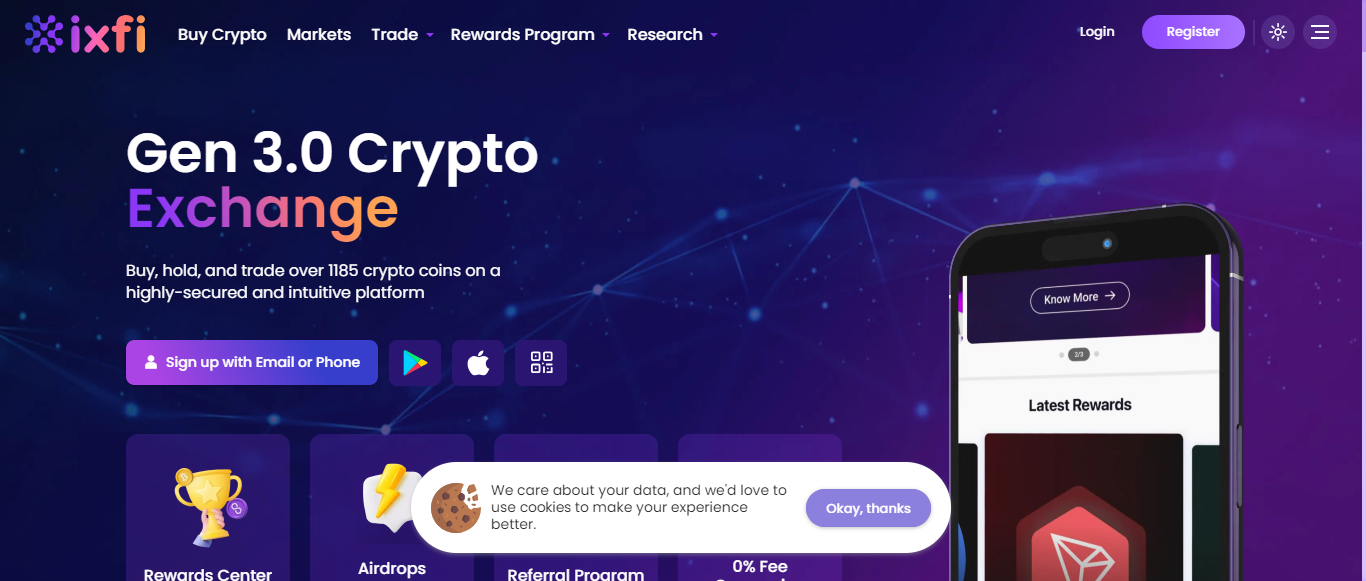 ixfi
Buy Crypto Markets Trade Rewards Program Research
Login Register
Gen 3.0 Crypto
Exchange
Buy, hold, and trade over 1185 crypto coins on a
highly-secured and intuitive platform
Sign up with Email or Phone
Know More →
2/3
Latest Rewards
We care about your data, and we'd love to
use cookies to make your experience
better.
Okay, thanks
Rewards Center
Airdrops
Referral Program
0% Fee